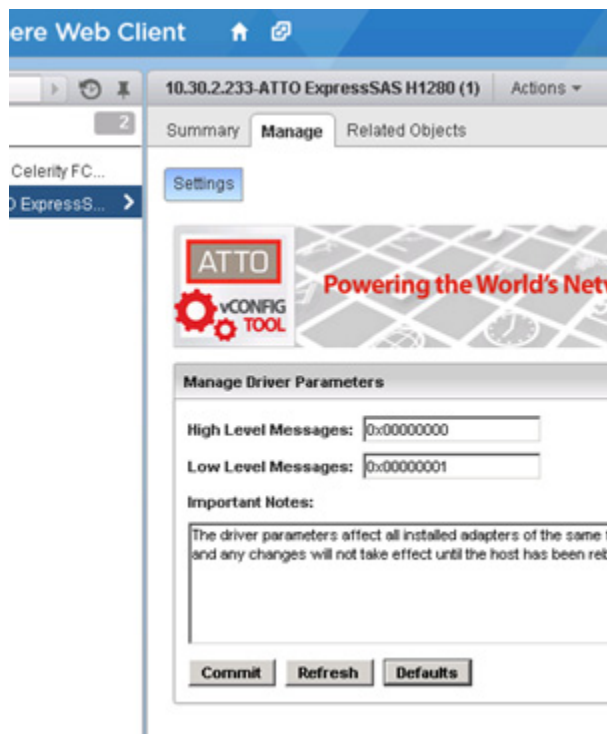 ere Web Client
10.30.2.233-ATTO ExpressSAS H1280 (1) Actions
2
Summary Manage Related Objects
Celerity FC...
O ExpressS...
Settings
ATTO
vCONFIG
TOOL
Powering the World's Netw
Manage Driver Parameters
High Level Messages: 0x00000000
Low Level Messages: 0x00000001
Important Notes:
The driver parameters affect all installed adapters of the same f
and any changes will not take effect until the host has been reb
Commit Refresh Defaults